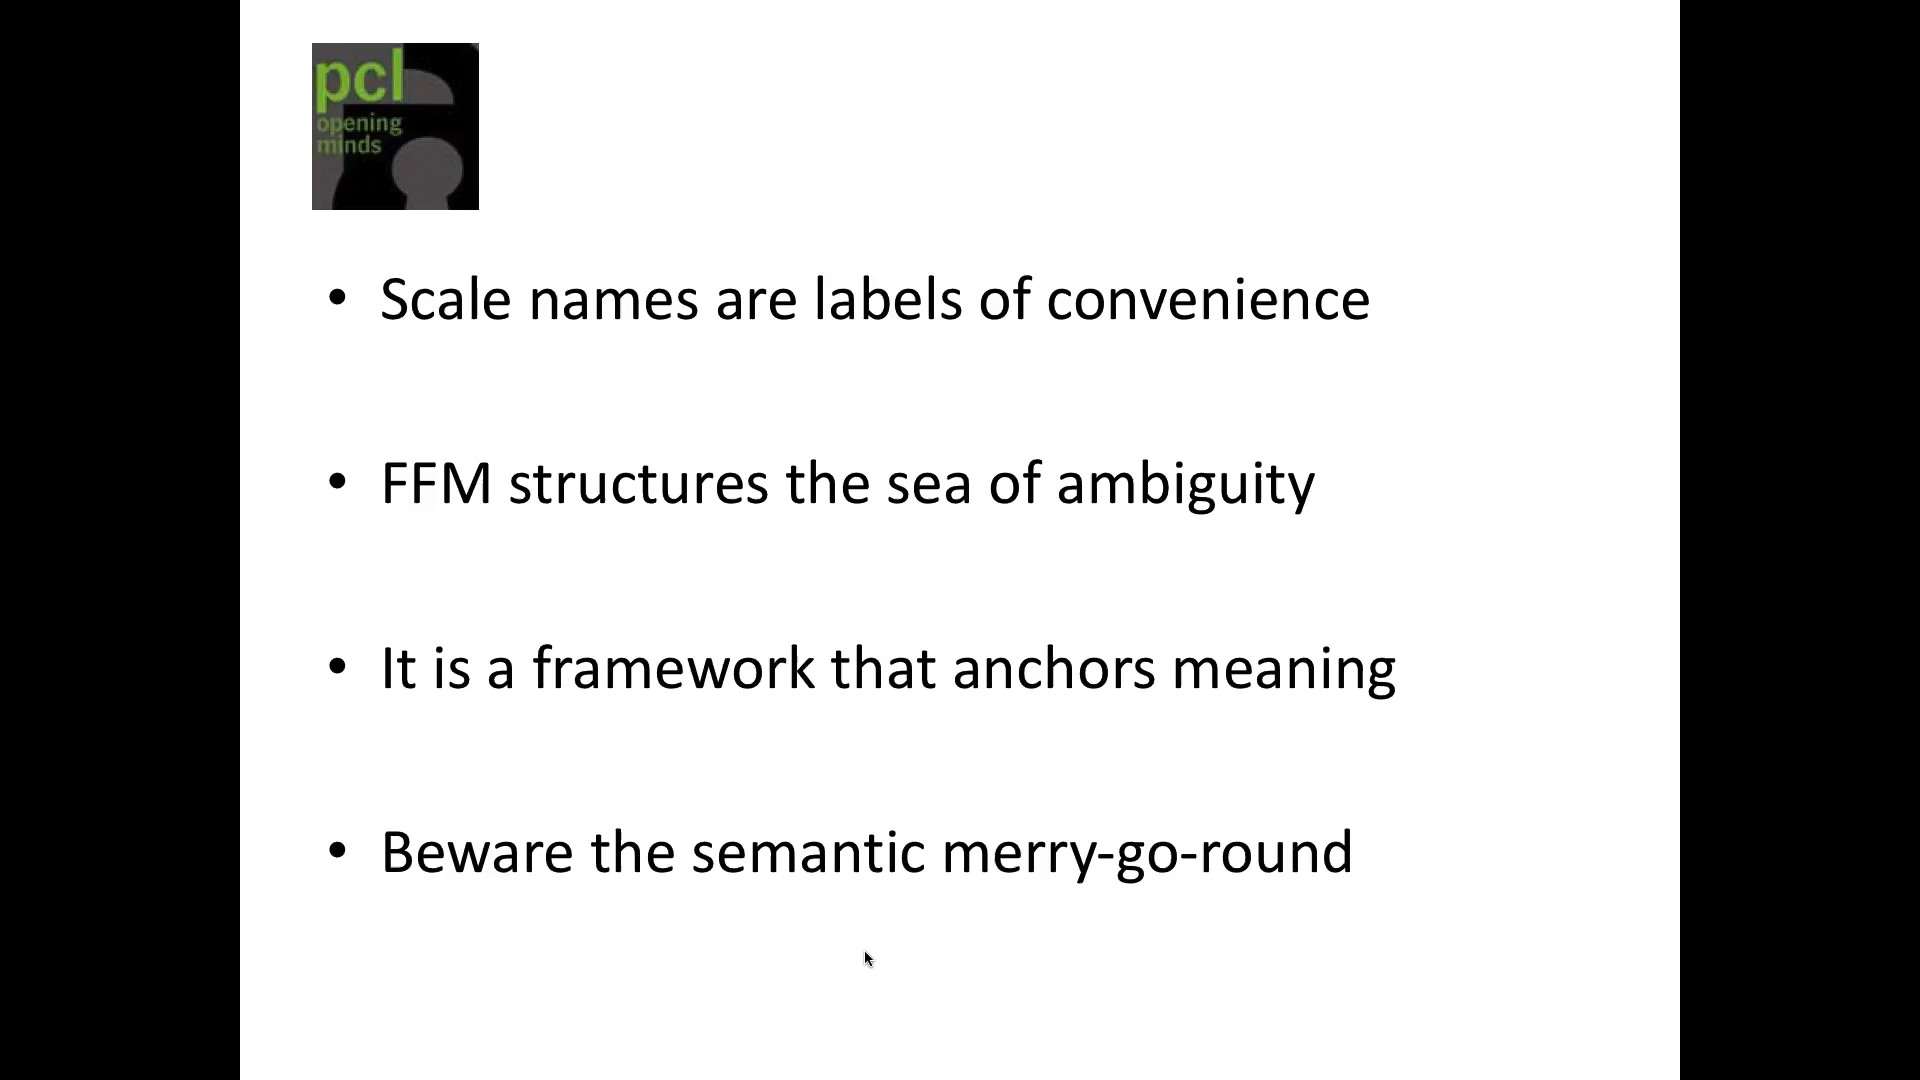 pcl
opening
minds
• Scale names are labels of convenience
• FFM structures the sea of ambiguity
• It is a framework that anchors meaning
• Beware the semantic merry-go-round